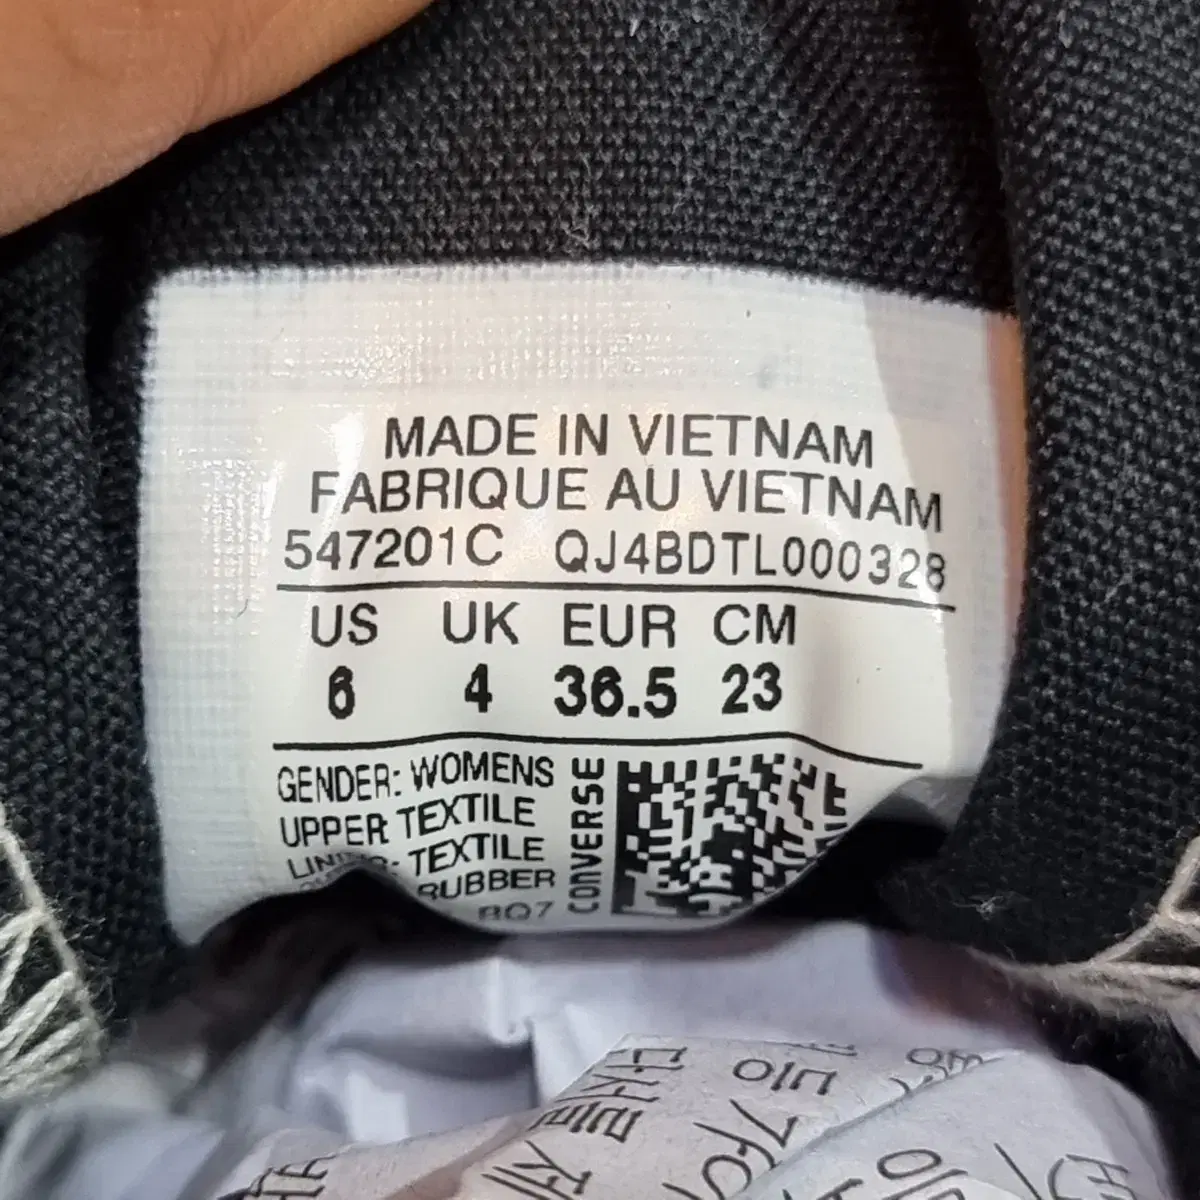 MADE IN VIETNAM
FABRIQUE AU VIETNAM
547201C QJ4BDTL000328
US UK EUR CM
6 4 36.5 23
GENDER: WOMENS
UPPER TEXTILE
TEXTILE
RUBBER
BQ7
CONVERSE